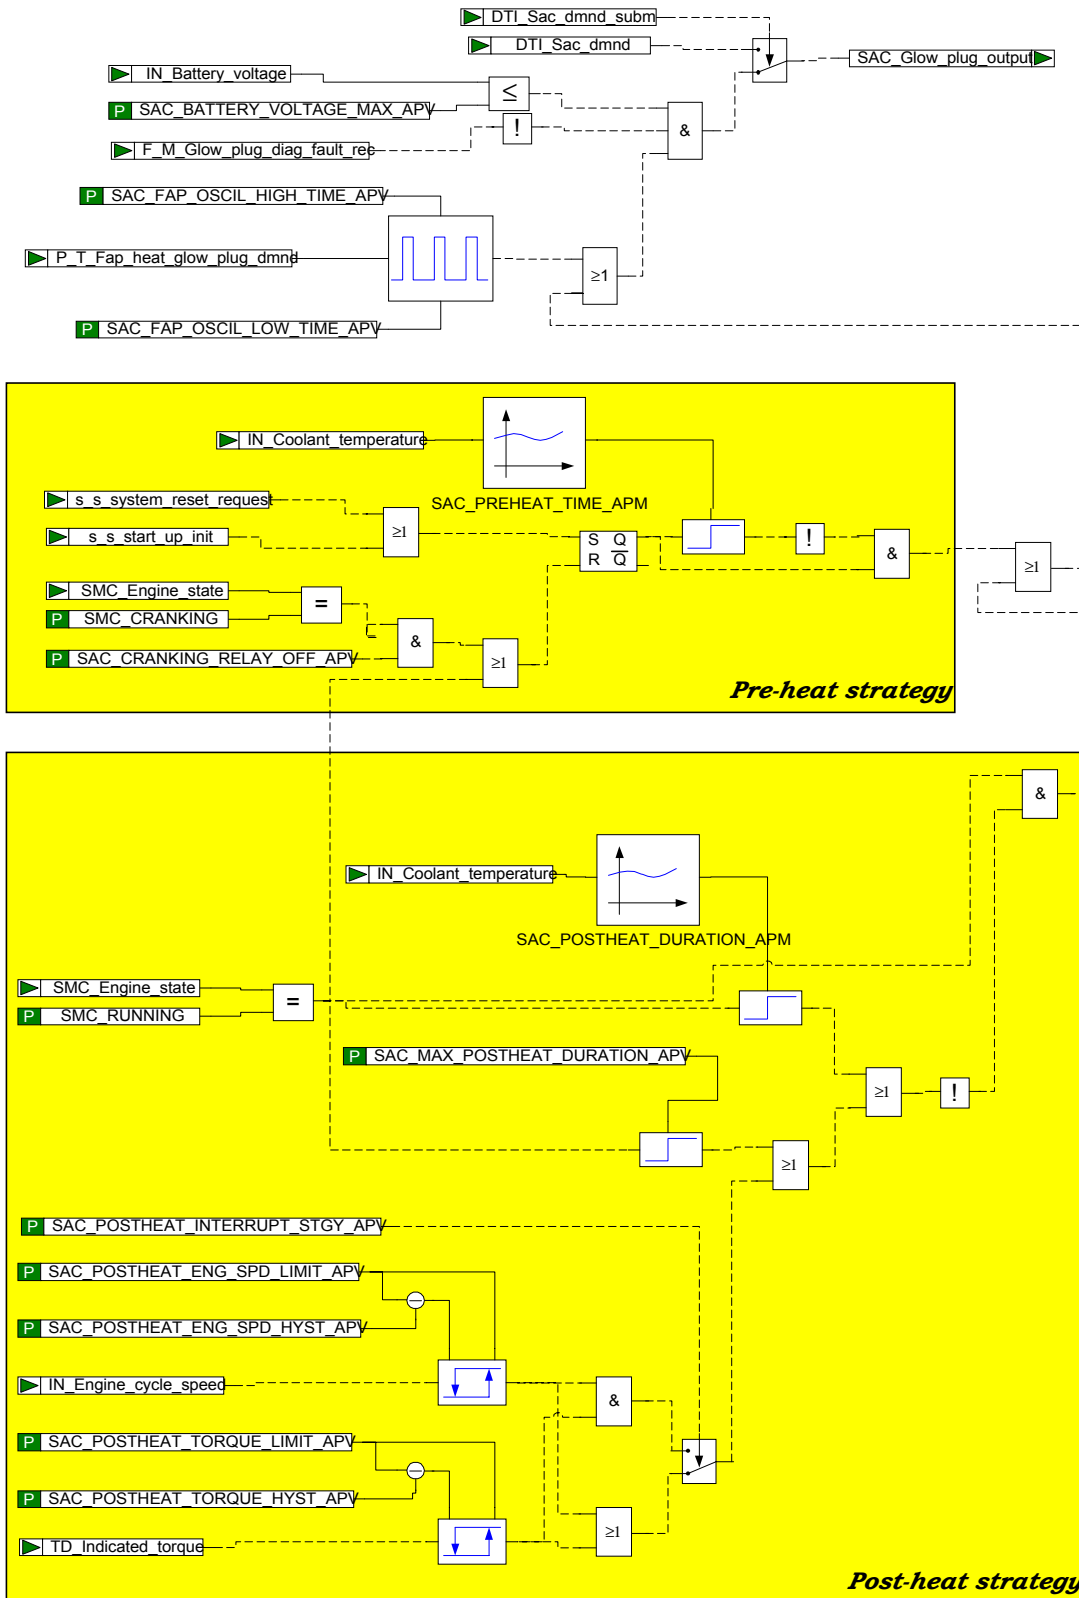 DTI_Sac_dmnd_subm
DTI_Sac_dmnd
SAC_Glow_plug_output
IN_Battery_voltage
≤
P SAC_BATTERY_VOLTAGE_MAX_APV
!
&
F_M_Glow_plug_diag_fault_rec
P SAC_FAP_OSCIL_HIGH_TIME_APV
P_T_Fap_heat_glow_plug_dmnd
≥1
P SAC_FAP_OSCIL_LOW_TIME_APV
IN_Coolant_temperature
SAC_PREHEAT_TIME_APM
s_s_system_reset_request
≥1
s_s_start_up_init
S Q
R Q
!
&
≥1
SMC_Engine_state
=
P SMC_CRANKING
&
≥1
P SAC_CRANKING_RELAY_OFF_APV
Pre-heat strategy
&
IN_Coolant_temperature
SAC_POSTHEAT_DURATION_APM
SMC_Engine_state
=
P SMC_RUNNING
P SAC_MAX_POSTHEAT_DURATION_APV
≥1
!
≥1
P SAC_POSTHEAT_INTERRUPT_STGY_APV
P SAC_POSTHEAT_ENG_SPD_LIMIT_APV
P SAC_POSTHEAT_ENG_SPD_HYST_APV
IN_Engine_cycle_speed
&
P SAC_POSTHEAT_TORQUE_LIMIT_APV
P SAC_POSTHEAT_TORQUE_HYST_APV
≥1
TD_Indicated_torque
Post-heat strategy